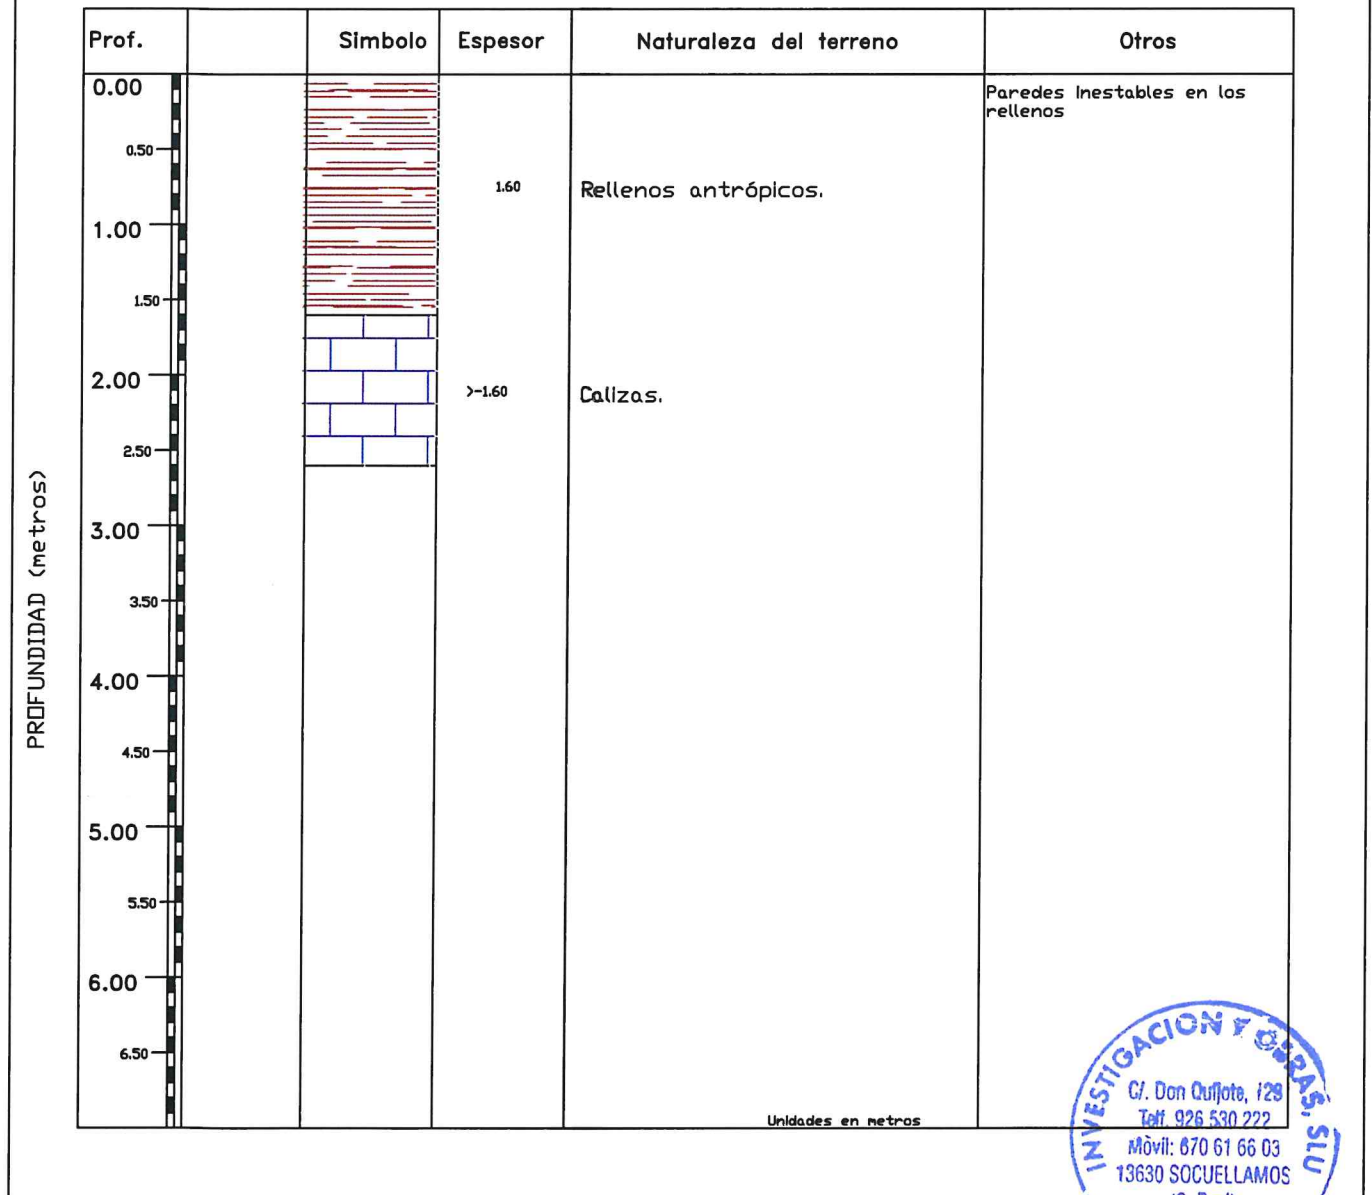 Prof.
Simbolo
Espesor
Naturaleza del terreno
Otros
0.00
Paredes Inestables en los
rellenos
0.50
1.60
Rellenos antrópicos.
1.00
1.50
2.00
>-1.60
Calizas.
2.50
3.00
3.50
4.00
4.50
5.00
5.50
6.00
6.50
PROFUNDIDAD (metros)
Unidades en metros
INVESTIGACION Y OBRAS, SLU
C/. Don Quijote, 129
Telf. 926 530 222
Mòvil: 670 61 66 03
13630 SOCUELLAMOS